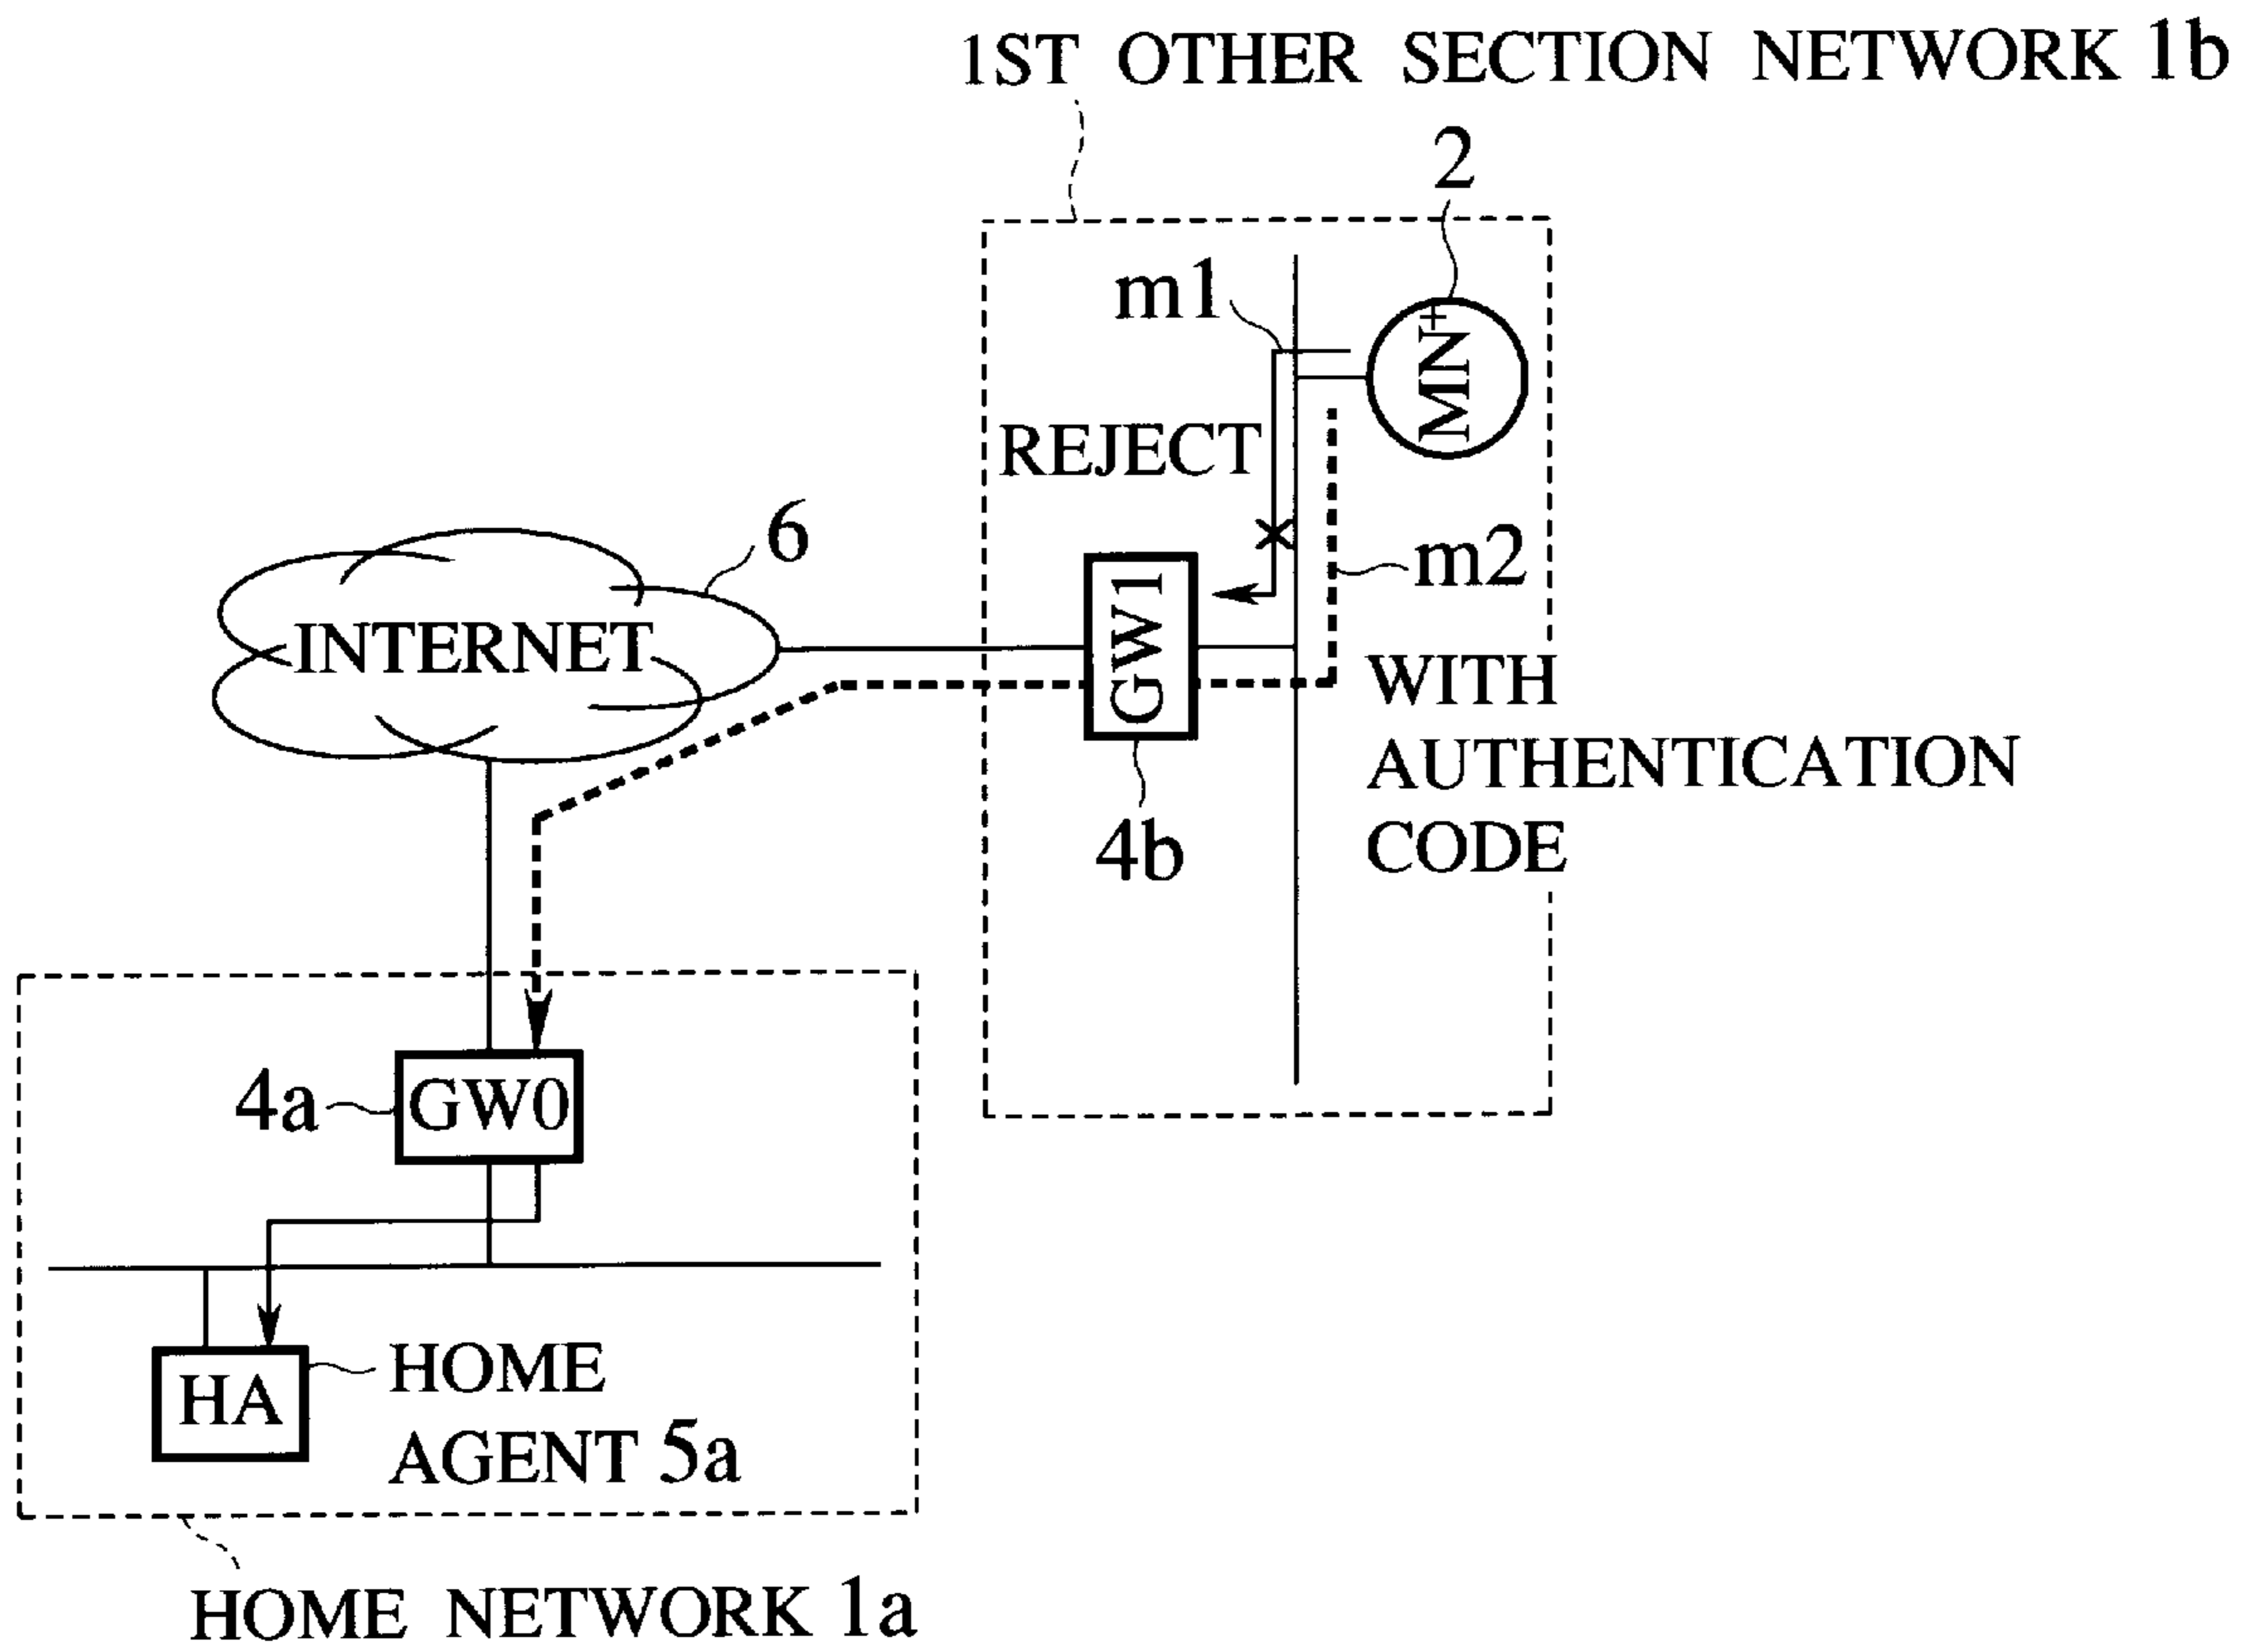 1ST OTHER SECTION NETWORK 1b
2
m1
MN+
REJECT
6
m2
INTERNET
GW1
WITH
AUTHENTICATION
CODE
4b
4a
GW0
HA
HOME
AGENT 5a
HOME NETWORK 1a